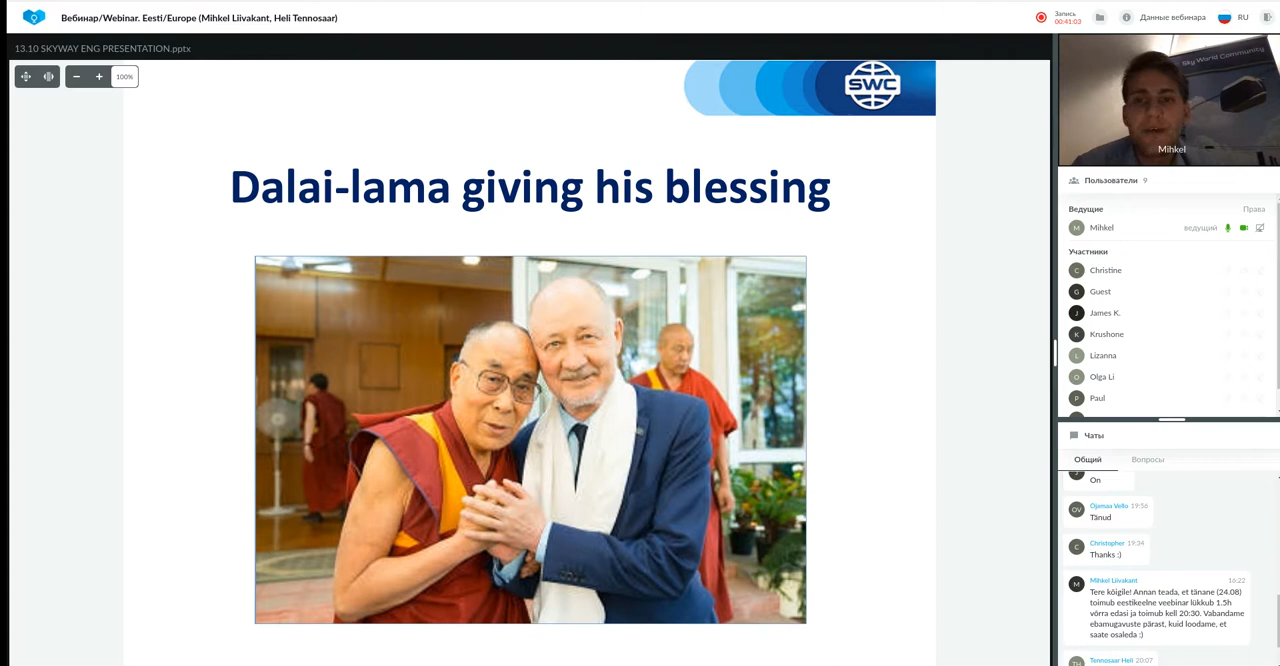 Вебинар/Webinar. Eesti/Europe (Mihkel Liivakant, Heli Tennosaar)
Запись
00:41:03
Данные вебинара
RU
13.10 SKYWAY ENG PRESENTATION.pptx
100%
SWC
Dalai-lama giving his blessing
Sky World Community
Mihkel
Пользователи 9
Ведущие
Права
M
Mihkel
ведущий
Участники
C
Christine
G
Guest
J
James K.
K
Krushone
L
Lizanna
O
Olga Li
P
Paul
Чаты
Общий
Вопросы
On
OV
Ojamaa Vello 19:56
Tänud
C
Christopher 19:34
Thanks :)
M
Mihkel Liivakant 16:22
Tere kõigile! Annan teada, et tänane (24.08)
toimub eestikeelne veebinar lükkub 1.5h
võrra edasi ja toimub kell 20:30. Vabandame
ebamugavuste pärast, kuid loodame, et
saate osaleda :)
TH
Tennosaar Heli 20:07